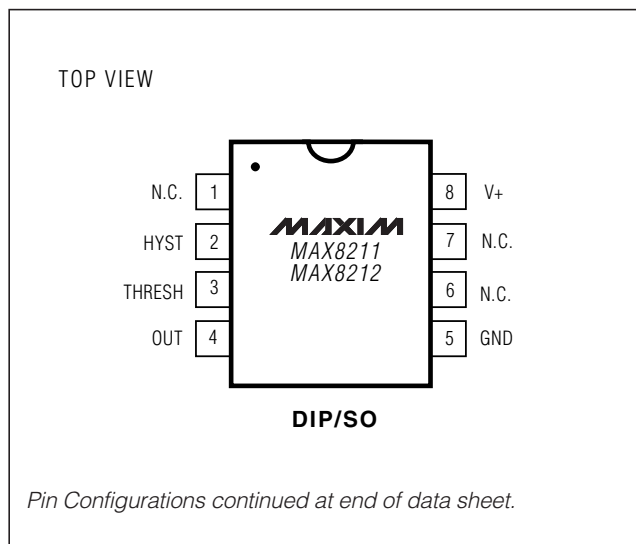 TOP VIEW
N.C. 1
HYST 2
THRESH 3
OUT 4
MAXIM
MAX8211
MAX8212
8 V+
7 N.C.
6 N.C.
5 GND
DIP/SO
Pin Configurations continued at end of data sheet.